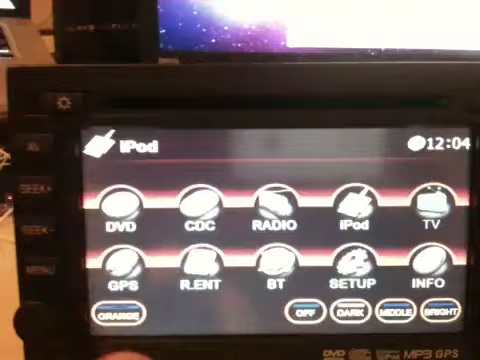 iPod 12:04
DVD CDC RADIO iPod TV
SEEK
SEEK
GPS R.ENT BT SETUP INFO
MENU
ORANGE OFF DARK MIDDLE BRIGHT
DVD MP3 GPS